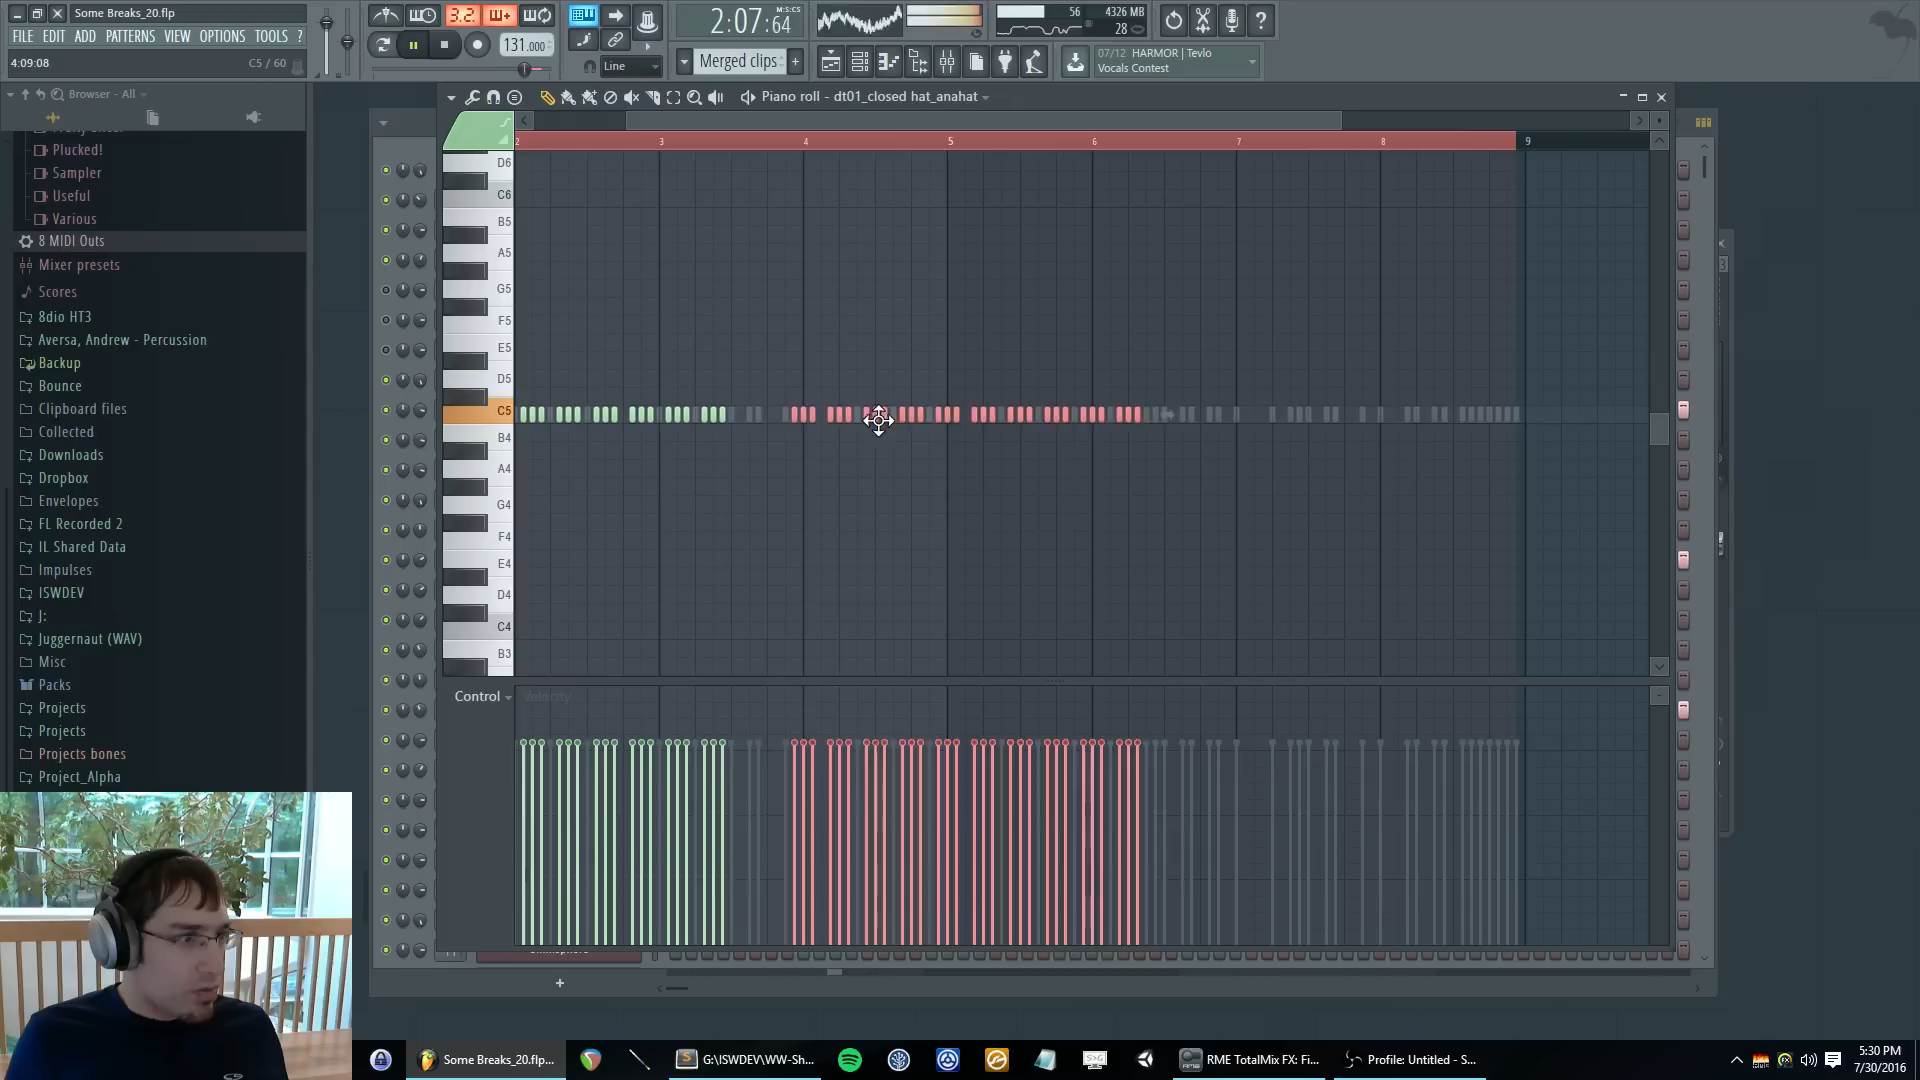 Some Breaks_20.flp
FILE EDIT ADD PATTERNS VIEW OPTIONS TOOLS ?
4:09:08
C5 / 60
3.2
131.000
Line
2:07:64
M:S:CS
Merged clips
56
4326 MB
28
07/12 HARMOR | Tevlo
Vocals Contest
Browser - All
Plucked!
Sampler
Useful
Various
8 MIDI Outs
Mixer presets
Scores
8dio HT3
Aversa, Andrew - Percussion
Backup
Bounce
Clipboard files
Collected
Downloads
Dropbox
Envelopes
FL Recorded 2
IL Shared Data
Impulses
ISWDEV
J:
Juggernaut (WAV)
Misc
Packs
Projects
Projects
Projects bones
Project_Alpha
Piano roll - dt01_closed hat_anahat
2 3 4 5 6 7 8 9
D6
C6
B5
A5
G5
F5
E5
D5
C5
B4
A4
G4
F4
E4
D4
C4
B3
Control
Velocity
Some Breaks_20.flp...
G:\ISWDEV\WW-Sh...
RME TotalMix FX: Fi...
Profile: Untitled - S...
5:30 PM
7/30/2016